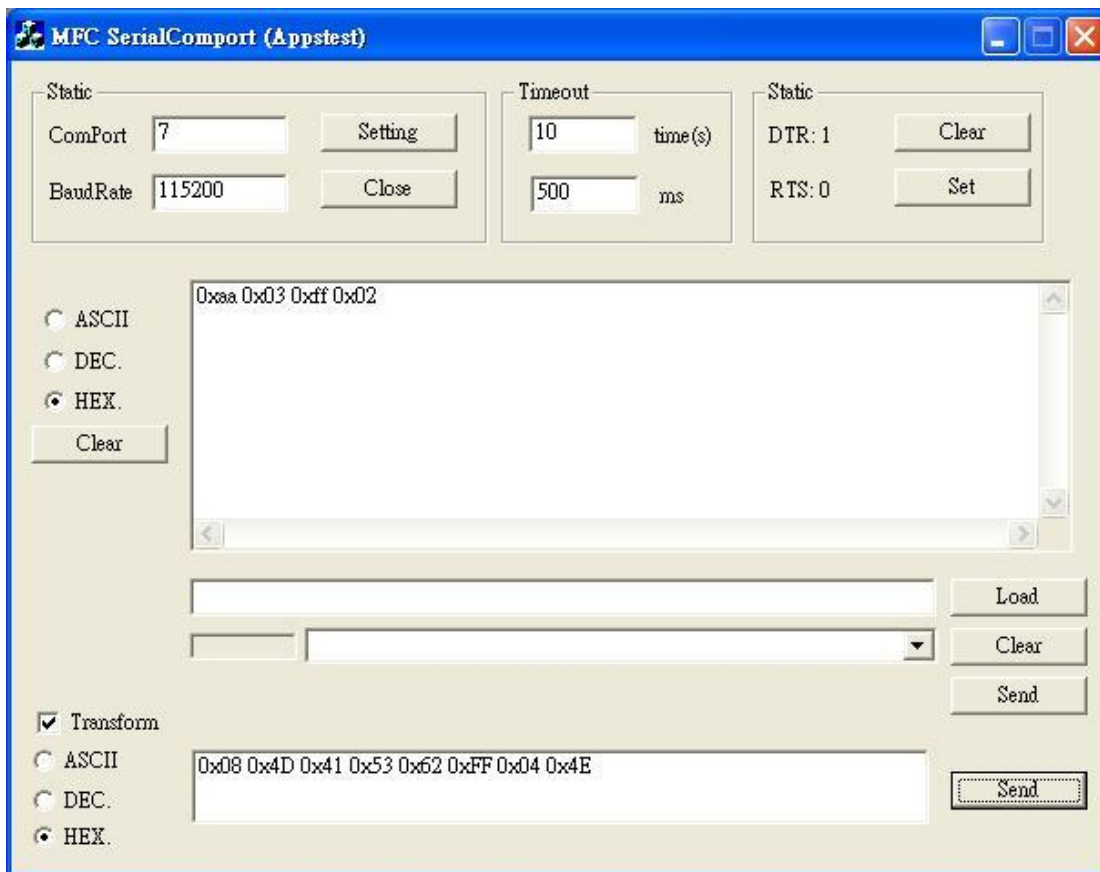 MFC SerialComport (Appstest)
Static
ComPort 7 Setting
BaudRate 115200 Close
Timeout
10 time(s)
500 ms
Static
DTR: 1 Clear
RTS: 0 Set
ASCII
DEC.
HEX.
Clear
0xaa 0x03 0xff 0x02
Load
Clear
Send
Transform
ASCII
DEC.
HEX.
0x08 0x4D 0x41 0x53 0x62 0xFF 0x04 0x4E
Send